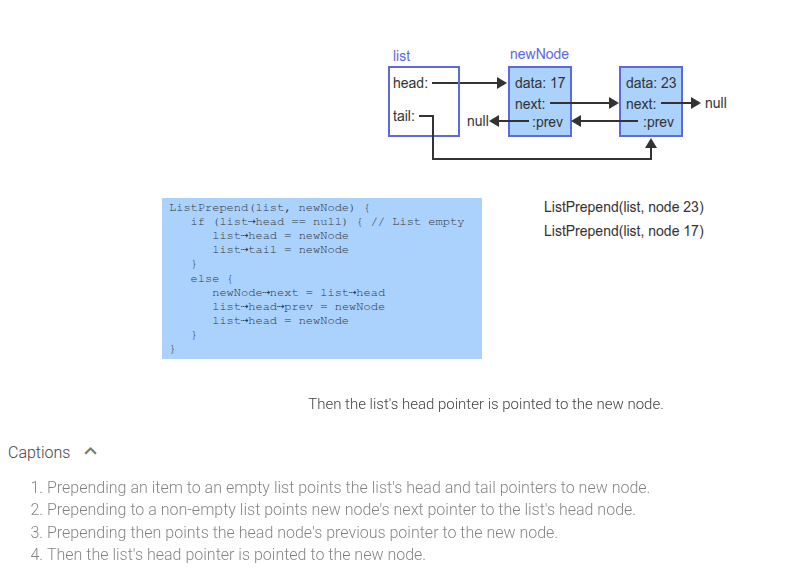 list
newNode
head:
data: 17
data: 23
next:
next:
null
tail:
null
:prev
:prev
ListPrepend(list, newNode) {
if (list→head == null) { // List empty
list→head = newNode
list→tail = newNode
}
else {
newNode→next = list→head
list→head→prev = newNode
list→head = newNode
}
}
ListPrepend(list, node 23)
ListPrepend(list, node 17)
Then the list's head pointer is pointed to the new node.
Captions
1. Prepending an item to an empty list points the list's head and tail pointers to new node.
2. Prepending to a non-empty list points new node's next pointer to the list's head node.
3. Prepending then points the head node's previous pointer to the new node.
4. Then the list's head pointer is pointed to the new node.